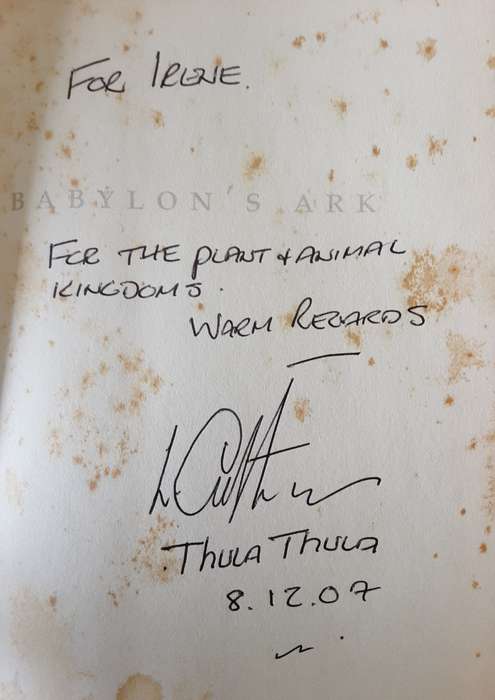 FOR IRENE.
BABYLON'S ARK
FOR THE PLANT & ANIMAL
KINGDOMS.
WARM REGARDS
Thula Thula
8.12.07